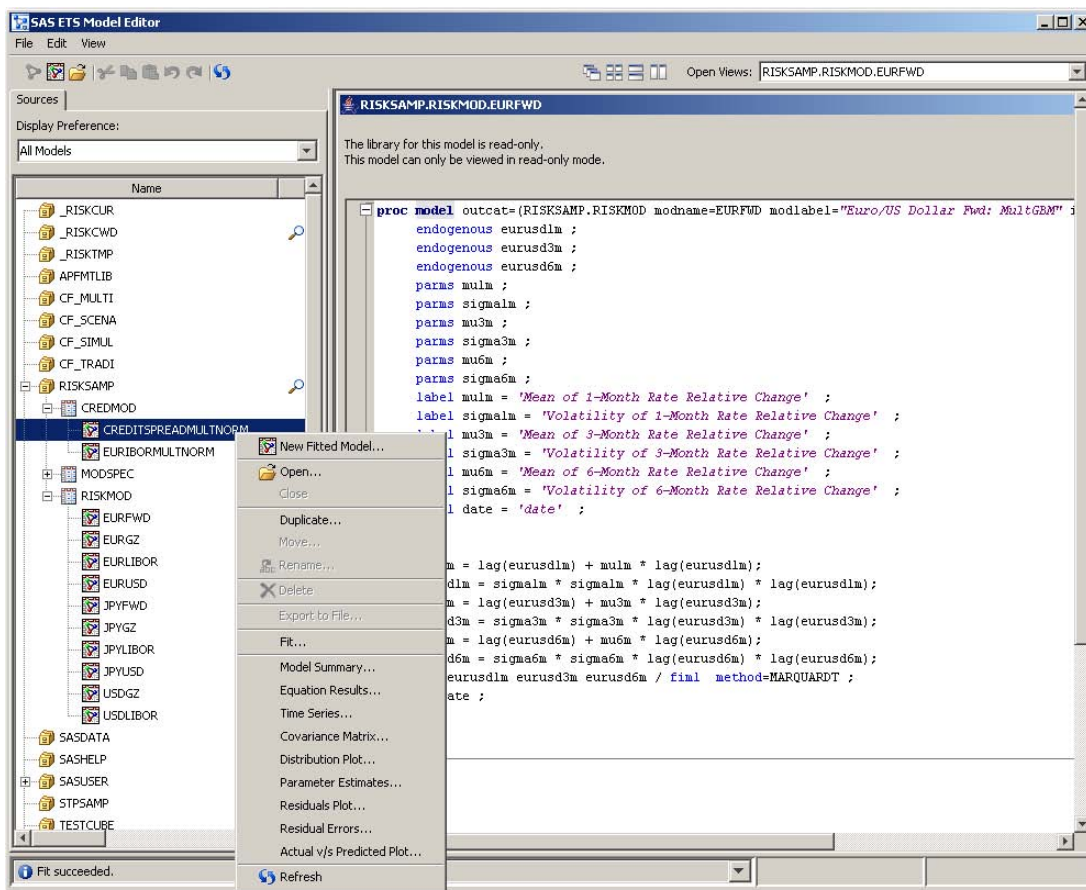 SAS ETS Model Editor
File Edit View
Open Views: RISKSAMP.RISKMOD.EURFWD
Sources
Display Preference:
All Models
Name
_RISKCUR
_RISKCWD
_RISKTMP
APFMTLIB
CF_MULTI
CF_SCENA
CF_SIMUL
CF_TRADI
RISKSAMP
CREDMOD
CREDITSPREADMULTNORM
EURIBORMULTNORM
MODSPEC
RISKMOD
EURFWD
EURGZ
EURLIBOR
EURUSD
JPYFWD
JPYGZ
JPYLIBOR
JPYUSD
USDGZ
USDLIBOR
SASDATA
SASHELP
SASUSER
STPSAMP
TESTCUBE
New Fitted Model...
Open...
Close
Duplicate...
Move...
Rename...
Delete
Export to File...
Fit...
Model Summary...
Equation Results...
Time Series...
Covariance Matrix...
Distribution Plot...
Parameter Estimates...
Residuals Plot...
Residual Errors...
Actual v/s Predicted Plot...
Refresh
RISKSAMP.RISKMOD.EURFWD
The library for this model is read-only.
This model can only be viewed in read-only mode.
proc model outcat=(RISKSAMP.RISKMOD modname=EURFWD modlabel="Euro/US Dollar Fwd: MultGBM"
endogenous eurusd1m ;
endogenous eurusd3m ;
endogenous eurusd6m ;
parms mu1m ;
parms sigma1m ;
parms mu3m ;
parms sigma3m ;
parms mu6m ;
parms sigma6m ;
label mu1m = 'Mean of 1-Month Rate Relative Change' ;
label sigma1m = 'Volatility of 1-Month Rate Relative Change' ;
l mu3m = 'Mean of 3-Month Rate Relative Change' ;
l sigma3m = 'Volatility of 3-Month Rate Relative Change' ;
l mu6m = 'Mean of 6-Month Rate Relative Change' ;
l sigma6m = 'Volatility of 6-Month Rate Relative Change' ;
l date = 'date' ;
m = lag(eurusd1m) + mu1m * lag(eurusd1m);
d1m = sigma1m * sigma1m * lag(eurusd1m) * lag(eurusd1m);
m = lag(eurusd3m) + mu3m * lag(eurusd3m);
d3m = sigma3m * sigma3m * lag(eurusd3m) * lag(eurusd3m);
m = lag(eurusd6m) + mu6m * lag(eurusd6m);
d6m = sigma6m * sigma6m * lag(eurusd6m) * lag(eurusd6m);
eurusd1m eurusd3m eurusd6m / fiml method=MARQUARDT ;
ate ;
Fit succeeded.